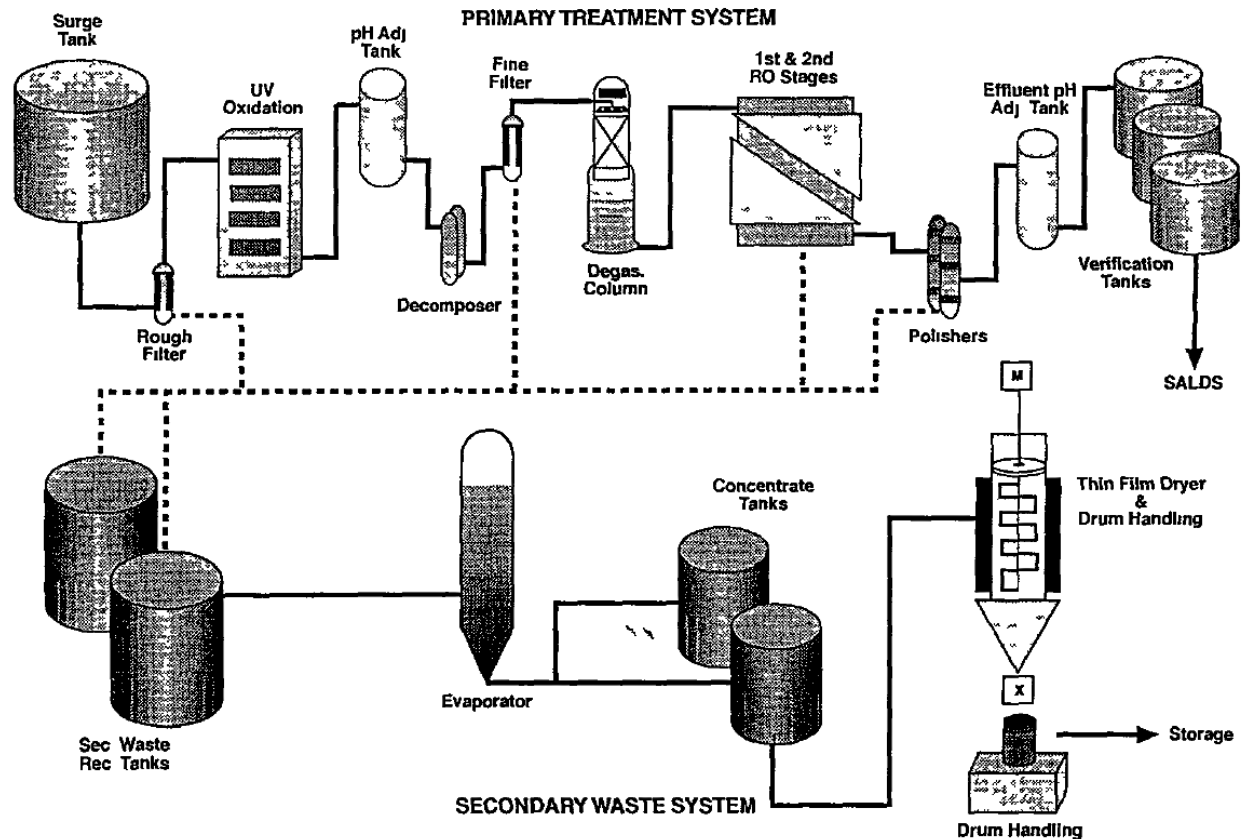 PRIMARY TREATMENT SYSTEM
Surge
Tank
UV
Oxidation
pH Adj
Tank
Fine
Filter
1st & 2nd
RO Stages
Effluent pH
Adj Tank
Rough
Filter
Decomposer
Degas.
Column
Polishers
Verification
Tanks
SALDS
M
Thin Film Dryer
&
Drum Handling
Concentrate
Tanks
Evaporator
X
Sec Waste
Rec Tanks
Storage
SECONDARY WASTE SYSTEM
Drum Handling